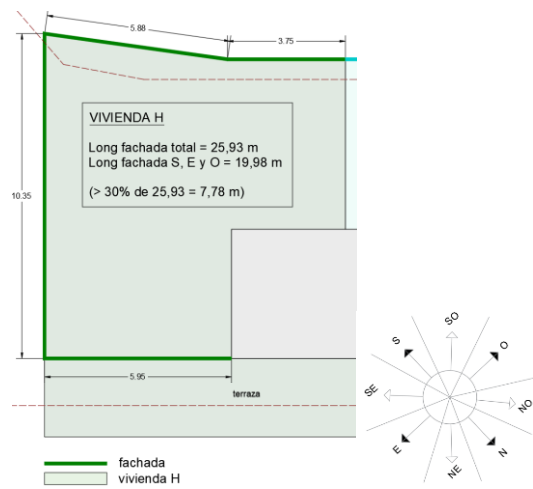 5.88
3.75
VIVIENDA H
Long fachada total = 25,93 m
Long fachada S, E y O = 19,98 m
(> 30% de 25,93 = 7,78 m)
10.35
5.95
terraza
SO
S
O
SE
NO
E
N
NE
fachada
vivienda H